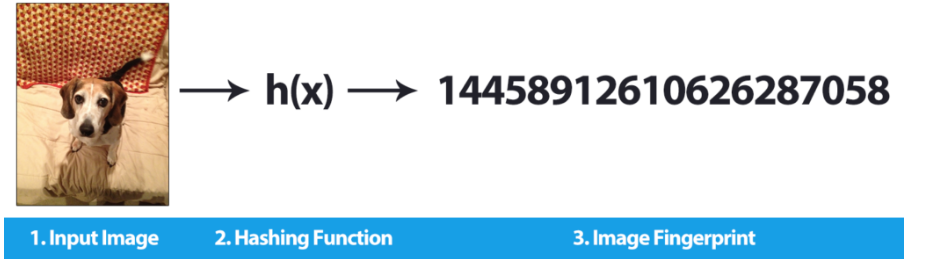 h(x) 14458912610626287058
1. Input Image 2. Hashing Function 3. Image Fingerprint